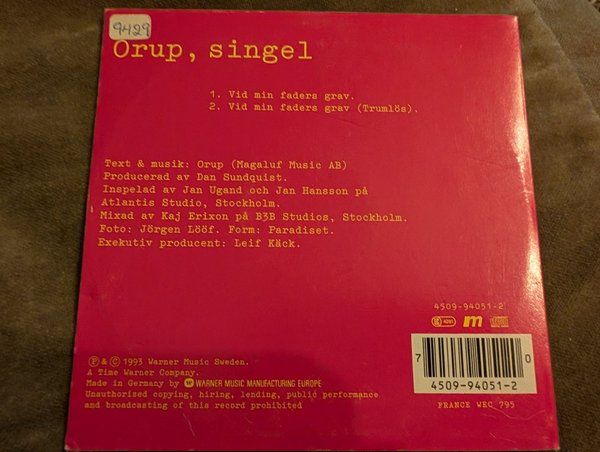 9429
Orup, singel
1. Vid min faders grav.
2. Vid min faders grav (Trumlös).
Text & musik: Orup (Magaluf Music AB)
Producerad av Dan Sundquist.
Inspelad av Jan Ugand och Jan Hansson på
Atlantis Studio, Stockholm.
Mixad av Kaj Erixon på B3B Studios, Stockholm.
Foto: Jörgen Lööf. Form: Paradiset.
Exekutiv producent: Leif Käck.
4509-94051-2
LC 4281 m
7 0
4509-94051-2
FRANCE WEC 795
Ⓟ & Ⓒ 1993 Warner Music Sweden.
A Time Warner Company.
Made in Germany by WARNER MUSIC MANUFACTURING EUROPE
Unauthorized copying, hiring, lending, public performance
and broadcasting of this record prohibited